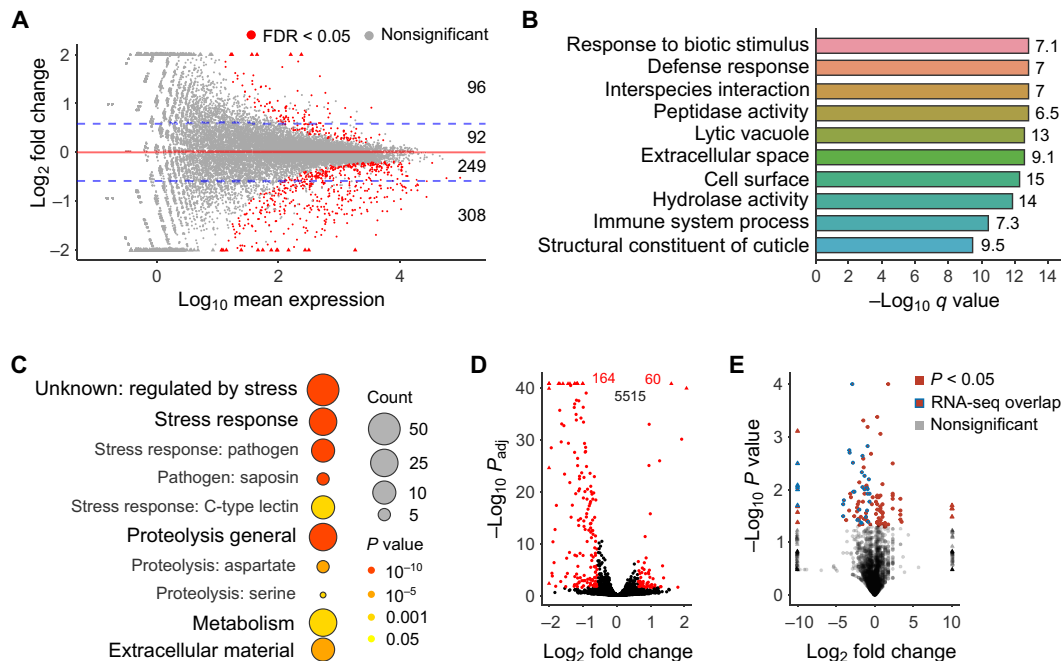 A
FDR < 0.05
Nonsignificant
Log2 fold change
2
1
0
−1
−2
96
92
249
308
0
2
4
Log10 mean expression
B
Response to biotic stimulus
7.1
Defense response
7
Interspecies interaction
7
Peptidase activity
6.5
Lytic vacuole
13
Extracellular space
9.1
Cell surface
15
Hydrolase activity
14
Immune system process
7.3
Structural constituent of cuticle
9.5
0 2 4 6 8 10 12 14
−Log10 q value
C
Unknown: regulated by stress
Stress response
Stress response: pathogen
Pathogen: saposin
Stress response: C-type lectin
Proteolysis general
Proteolysis: aspartate
Proteolysis: serine
Metabolism
Extracellular material
Count
50
25
10
5
P value
10−10
10−5
0.001
0.05
D
164
60
5515
−Log10 Padj
40
30
20
10
0
−2 −1 0 1 2
Log2 fold change
E
P < 0.05
RNA-seq overlap
Nonsignificant
−Log10 P value
4
3
2
1
0
−10 −5 0 5 10
Log2 fold change